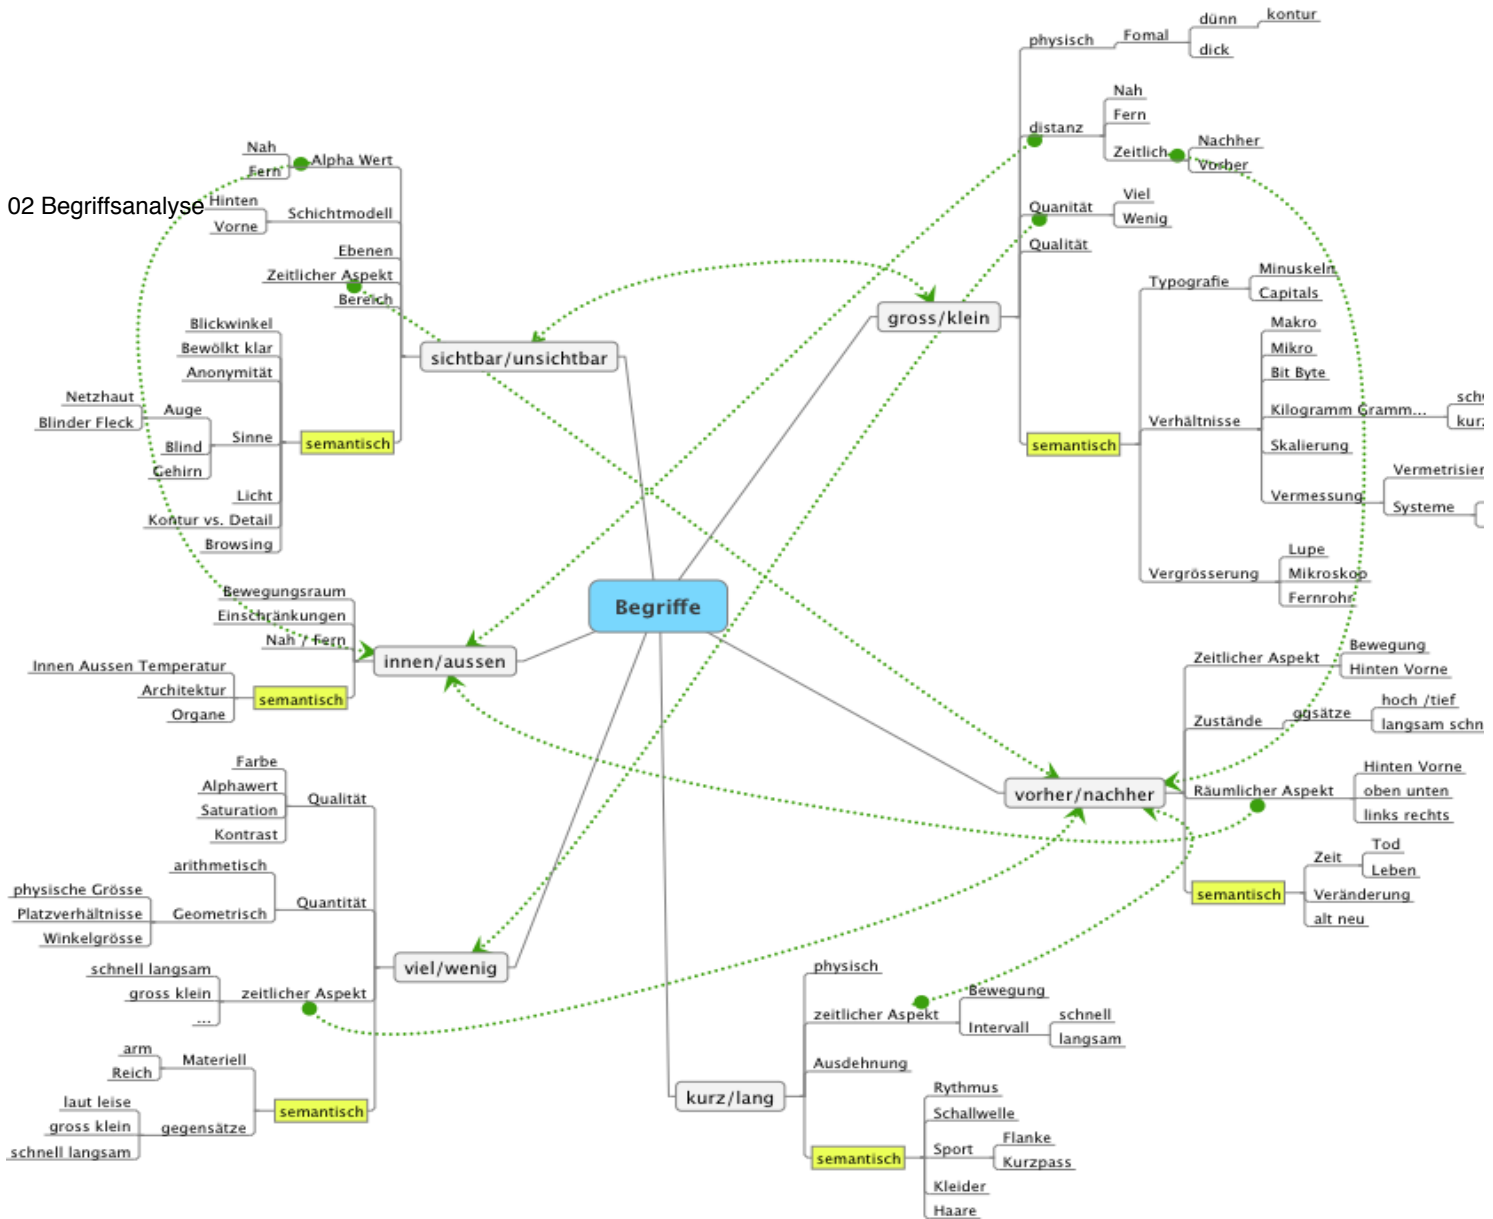 02 Begriffsanalyse
Begriffe
sichtbar/unsichtbar
Alpha Wert
Nah
Fern
Schichtmodell
Hinten
Vorne
Ebenen
Zeitlicher Aspekt
Bereich
semantisch
Blickwinkel
Bewölkt klar
Anonymität
Sinne
Auge
Netzhaut
Blinder Fleck
Blind
Gehirn
Licht
Kontur vs. Detail
Browsing
innen/aussen
Bewegungsraum
Einschränkungen
Nah / Fern
semantisch
Innen Aussen Temperatur
Architektur
Organe
viel/wenig
Qualität
Farbe
Alphawert
Saturation
Kontrast
Quantität
arithmetisch
Geometrisch
physische Grösse
Platzverhältnisse
Winkelgrösse
zeitlicher Aspekt
schnell langsam
gross klein
...
semantisch
Materiell
arm
Reich
gegensätze
laut leise
gross klein
schnell langsam
gross/klein
physisch
Fomal
dünn
kontur
dick
distanz
Nah
Fern
Zeitlich
Nachher
Vorher
Quanität
Viel
Wenig
Qualität
semantisch
Typografie
Minuskeln
Capitals
Verhältnisse
Makro
Mikro
Bit Byte
Kilogramm Gramm...
kurz
Skalierung
Vermessung
Vermetrisier
Systeme
Vergrösserung
Lupe
Mikroskop
Fernrohr
vorher/nachher
Zeitlicher Aspekt
Bewegung
Hinten Vorne
Zustände
ggsätze
hoch /tief
langsam schn
Räumlicher Aspekt
Hinten Vorne
oben unten
links rechts
semantisch
Zeit
Tod
Leben
Veränderung
alt neu
kurz/lang
physisch
zeitlicher Aspekt
Bewegung
Intervall
schnell
langsam
Ausdehnung
semantisch
Rythmus
Schallwelle
Sport
Flanke
Kurzpass
Kleider
Haare